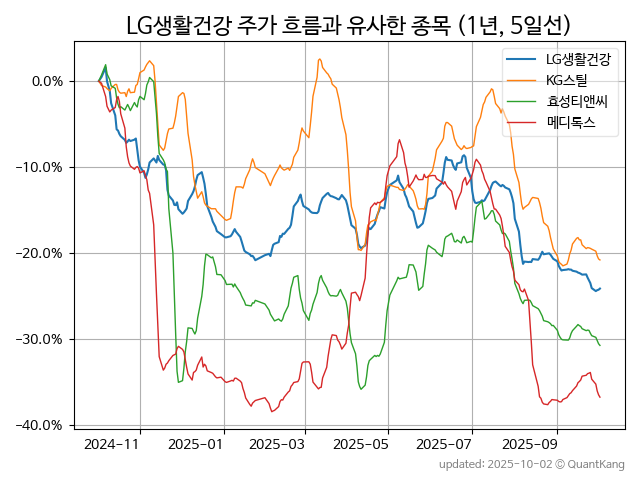 LG생활건강 주가 흐름과 유사한 종목 (1년, 5일선)
LG생활건강
KG스틸
효성티앤씨
메디톡스
0.0%
−10.0%
−20.0%
−30.0%
−40.0%
2024-11 2025-01 2025-03 2025-05 2025-07 2025-09
updated: 2025-10-02 © QuantKang